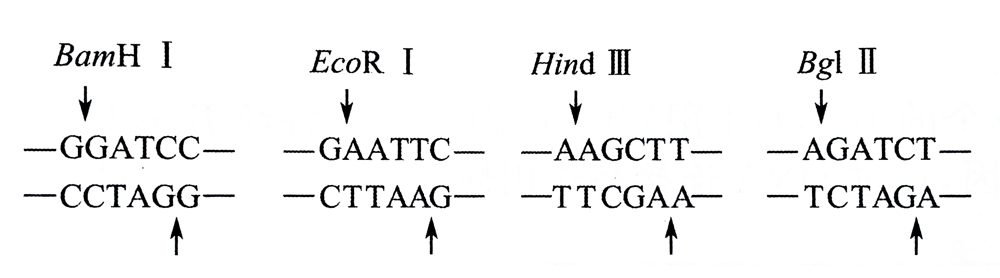 BamH Ⅰ EcoR Ⅰ Hind Ⅲ Bgl Ⅱ
—GGATCC— —GAATTC— —AAGCTT— —AGATCT—
—CCTAGG— —CTTAAG— —TTCGAA— —TCTAGA—